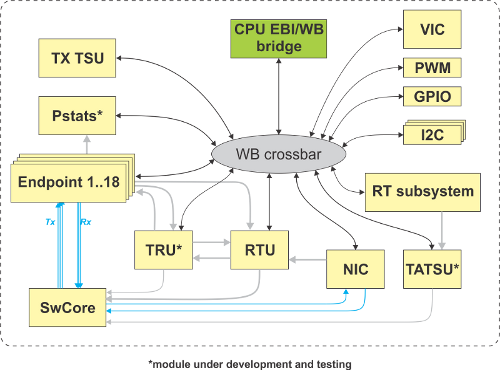 CPU EBI/WB
bridge
VIC
TX TSU
PWM
GPIO
Pstats*
I2C
WB crossbar
Endpoint 1..18
RT subsystem
Tx
Rx
TRU*
RTU
NIC
TATSU*
SwCore
*module under development and testing